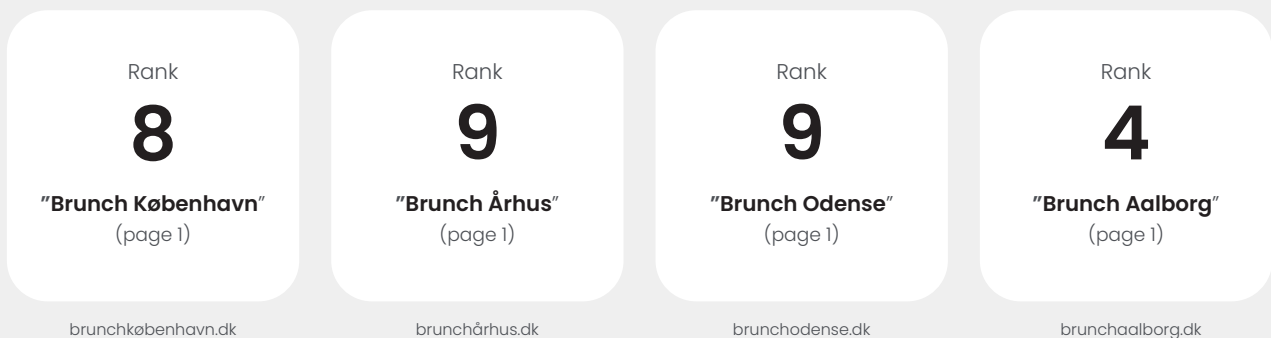 Rank
8
”Brunch København”
(page 1)
brunchkøbenhavn.dk
Rank
9
”Brunch Århus”
(page 1)
brunchårhus.dk
Rank
9
”Brunch Odense”
(page 1)
brunchodense.dk
Rank
4
”Brunch Aalborg”
(page 1)
brunchaalborg.dk